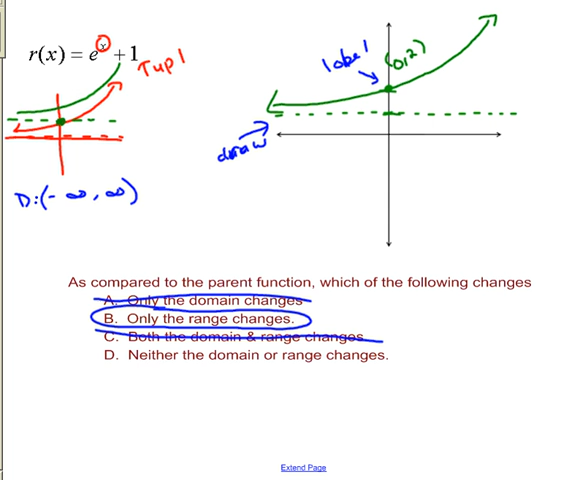 r(x) = e^x + 1
↑ up 1
label
(0,2)
draw
D: (-∞, ∞)
As compared to the parent function, which of the following changes
A. Only the domain changes
B. Only the range changes.
C. Both the domain & range changes.
D. Neither the domain or range changes.
Extend Page